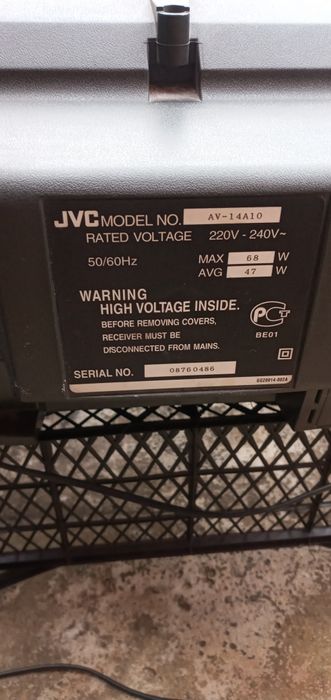 JVC MODEL NO. AV-14A10
RATED VOLTAGE 220V - 240V~
50/60Hz MAX 68 W
AVG 47 W
WARNING
HIGH VOLTAGE INSIDE.
BEFORE REMOVING COVERS,
RECEIVER MUST BE
DISCONNECTED FROM MAINS.
BE01
SERIAL NO. 08760486